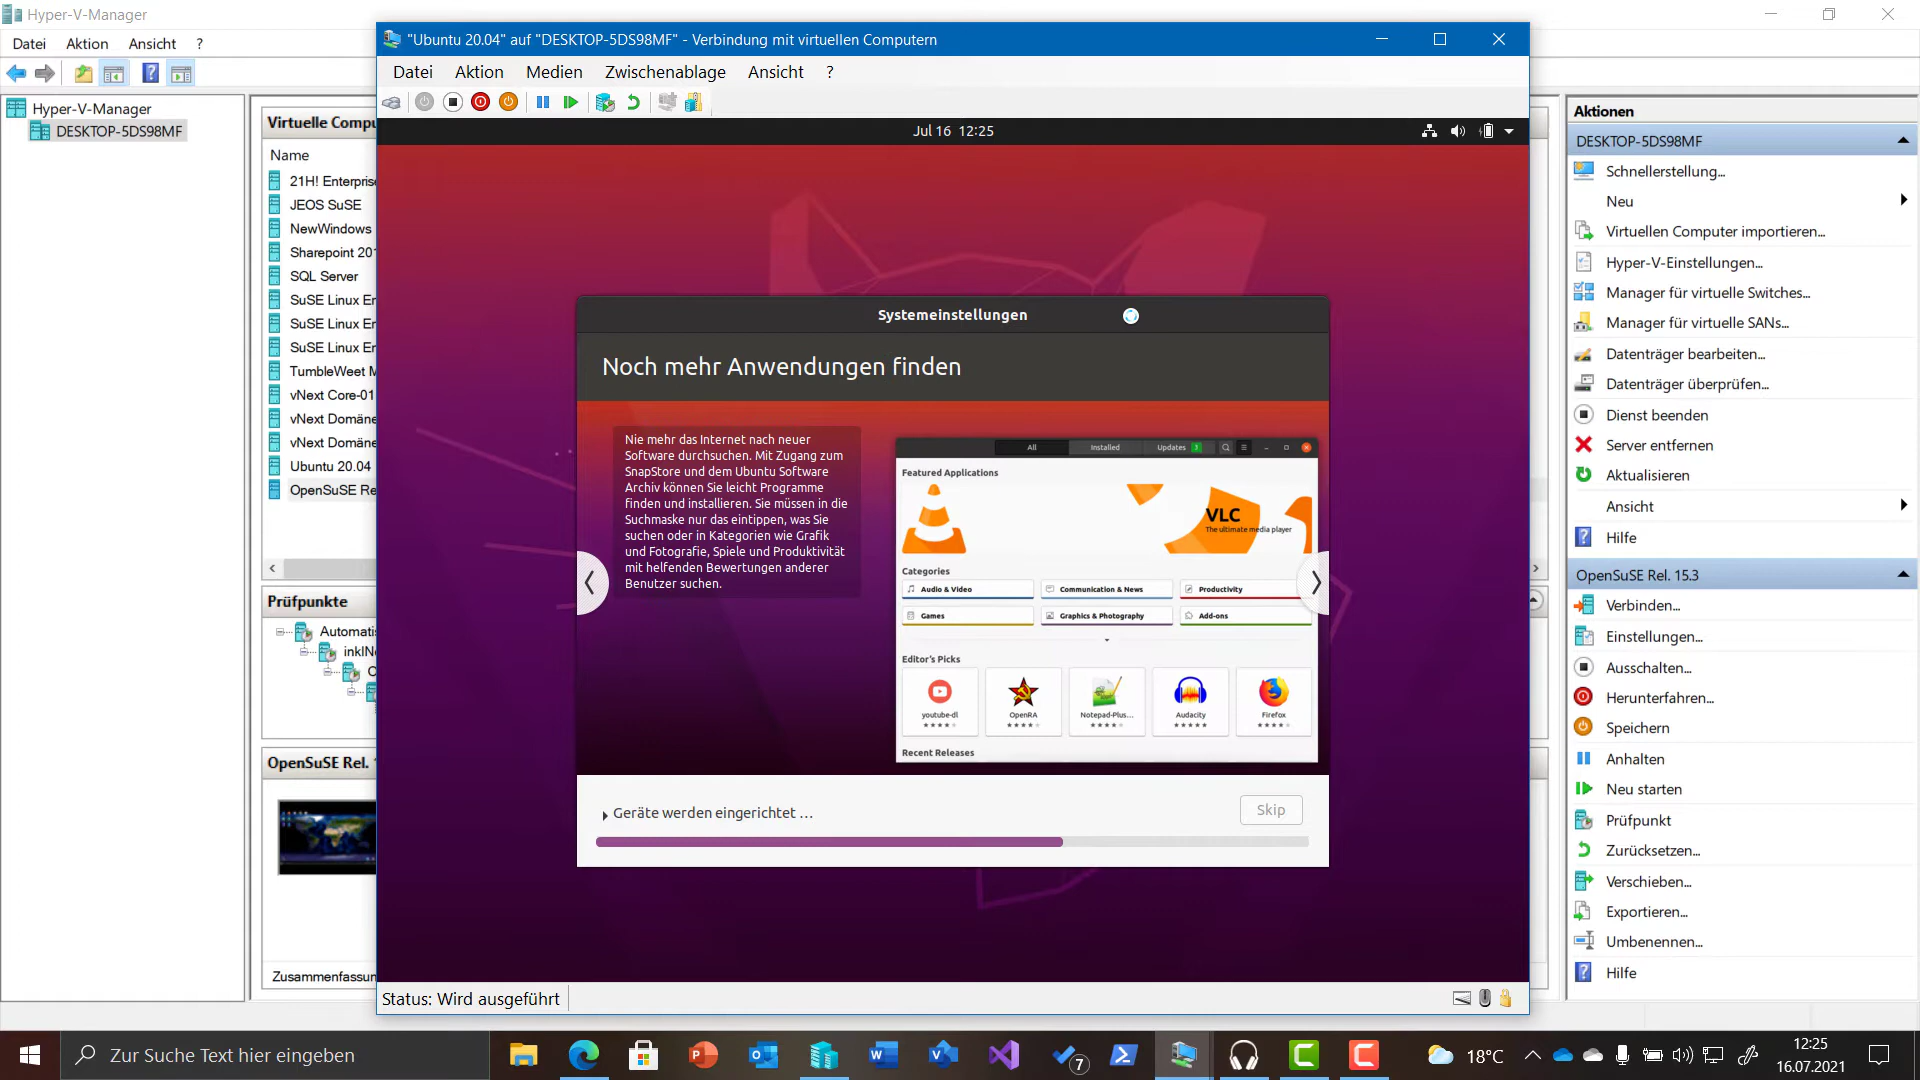 Hyper-V-Manager
Datei Aktion Ansicht ?
Hyper-V-Manager
DESKTOP-5DS98MF
Virtuelle Compu
Name
21H! Enterprise
JEOS SuSE
NewWindows
Sharepoint 201
SQL Server
SuSE Linux En
SuSE Linux En
SuSE Linux En
TumbleWeet M
vNext Core-01
vNext Domäne
vNext Domäne
Ubuntu 20.04
OpenSuSE Re
Prüfpunkte
Automatis
inklN
OpenSuSE Rel.
Zusammenfassun
"Ubuntu 20.04" auf "DESKTOP-5DS98MF" - Verbindung mit virtuellen Computern
Datei Aktion Medien Zwischenablage Ansicht ?
Jul 16 12:25
Systemeinstellungen
Noch mehr Anwendungen finden
Nie mehr das Internet nach neuer
Software durchsuchen. Mit Zugang zum
SnapStore und dem Ubuntu Software
Archiv können Sie leicht Programme
finden und installieren. Sie müssen in die
Suchmaske nur das eintippen, was Sie
suchen oder in Kategorien wie Grafik
und Fotografie, Spiele und Produktivität
mit helfenden Bewertungen anderer
Benutzer suchen.
All Installed Updates 3
Featured Applications
VLC
The ultimate media player
Categories
Audio & Video Communication & News Productivity
Games Graphics & Photography Add-ons
Editor's Picks
youtube-dl OpenRA Notepad-Plus... Audacity Firefox
Recent Releases
Geräte werden eingerichtet …
Skip
Status: Wird ausgeführt
Aktionen
DESKTOP-5DS98MF
Schnellerstellung...
Neu
Virtuellen Computer importieren...
Hyper-V-Einstellungen...
Manager für virtuelle Switches...
Manager für virtuelle SANs...
Datenträger bearbeiten...
Datenträger überprüfen...
Dienst beenden
Server entfernen
Aktualisieren
Ansicht
Hilfe
OpenSuSE Rel. 15.3
Verbinden...
Einstellungen...
Ausschalten...
Herunterfahren...
Speichern
Anhalten
Neu starten
Prüfpunkt
Zurücksetzen...
Verschieben...
Exportieren...
Umbenennen...
Hilfe
Zur Suche Text hier eingeben
7
18°C
12:25
16.07.2021